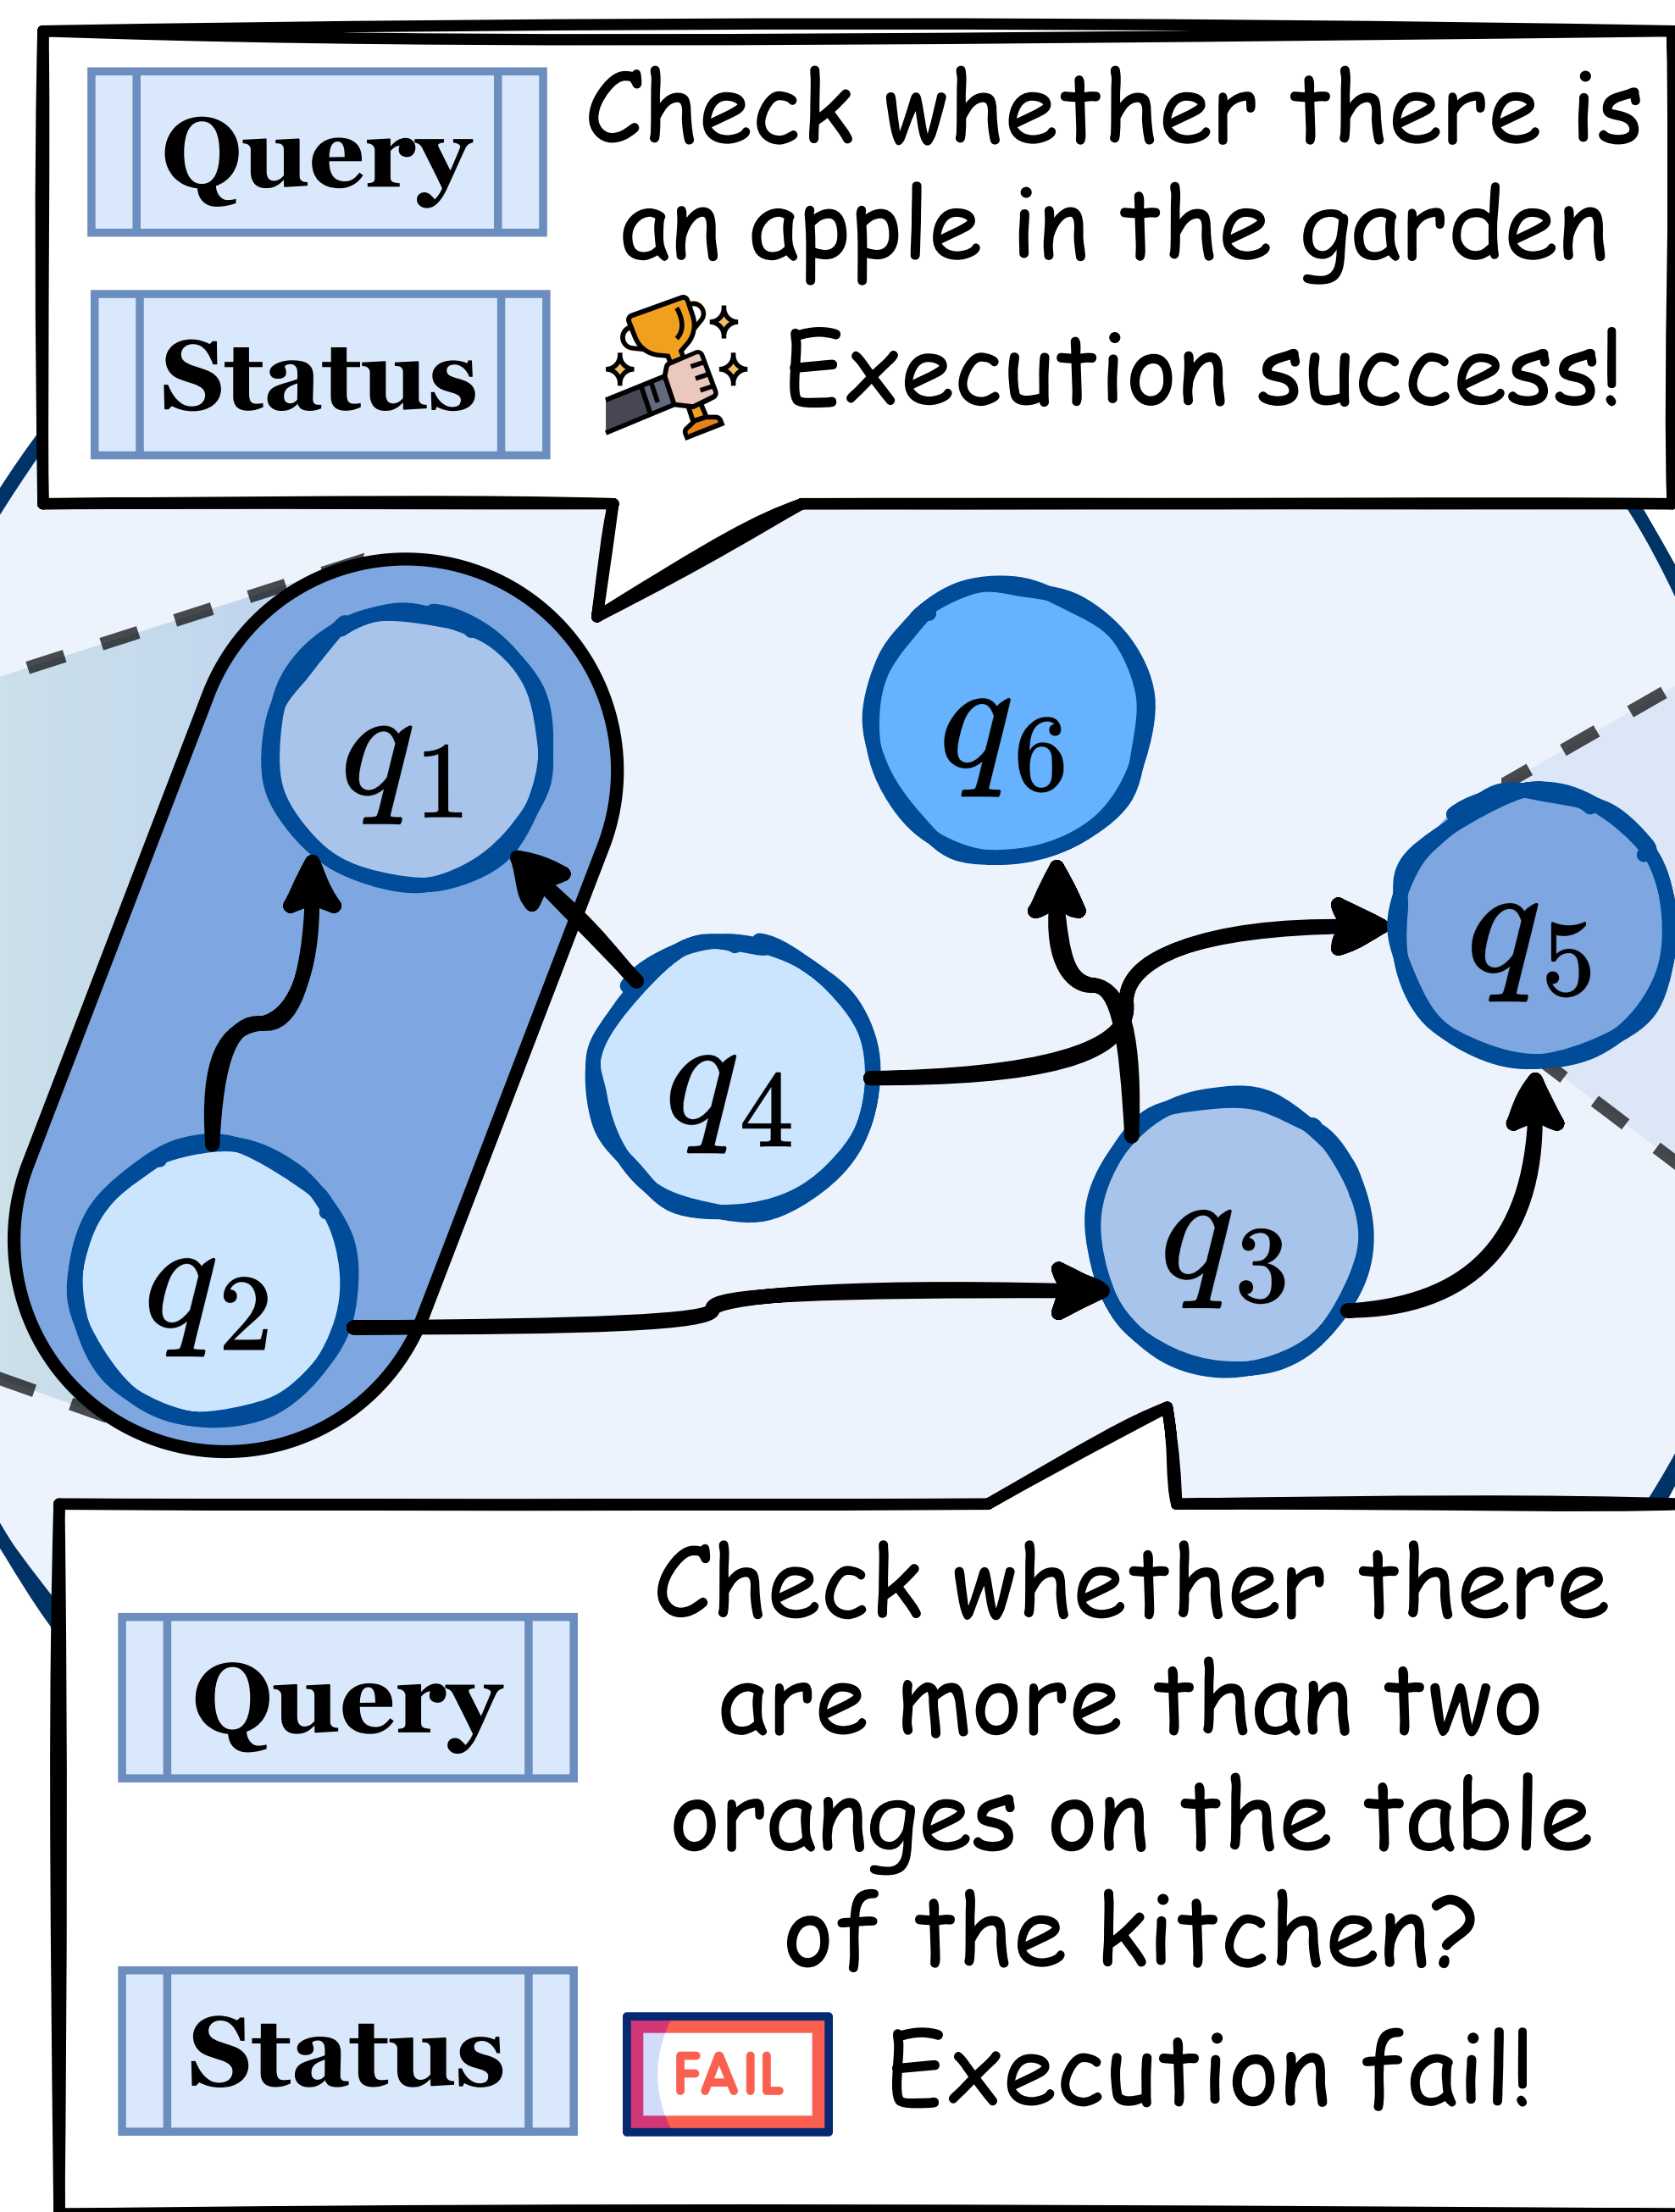 Query
Check whether there is
an apple in the garden
Status
Execution success!
q1
q6
q5
q4
q3
q2
Query
Check whether there
are more than two
oranges on the table
of the kitchen?
Status
FAIL
Execution fail!